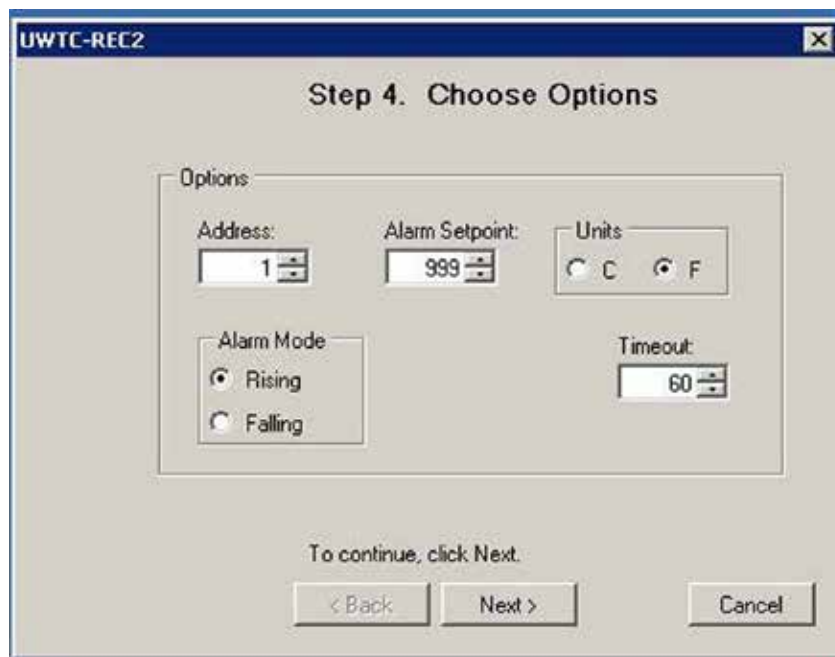 UWTC-REC2
Step 4. Choose Options
Options
Address: Alarm Setpoint: Units
1 999 C F
Alarm Mode Timeout:
Rising 60
Falling
To continue, click Next.
< Back Next > Cancel